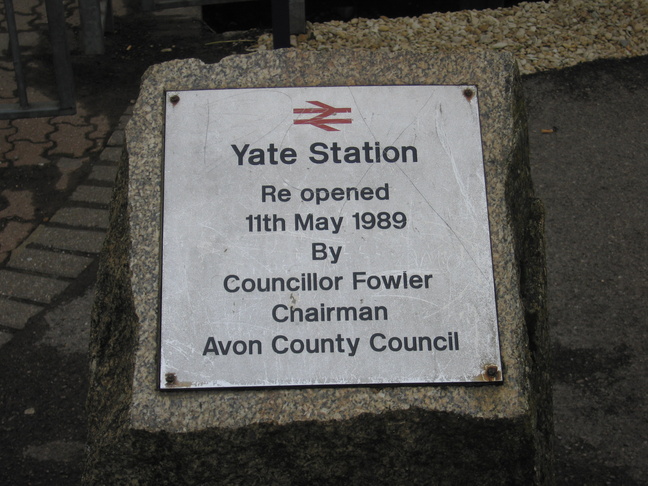 Yate Station
Re opened
11th May 1989
By
Councillor Fowler
Chairman
Avon County Council